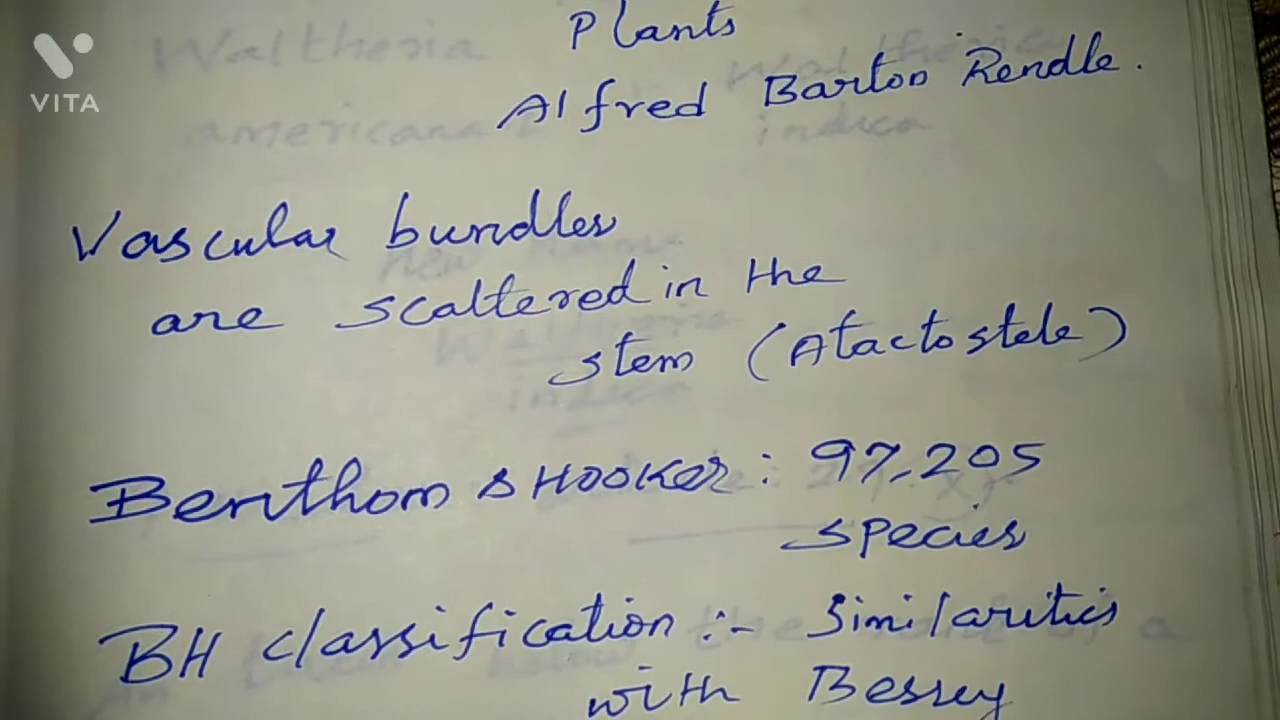 VITA
Plants
Alfred Barton Rendle.
Vascular bundles
are scattered in the
stem (Atactostele)
Benthom & HOOKER : 97,205
species
BH classification :- Similarities
with Bessey